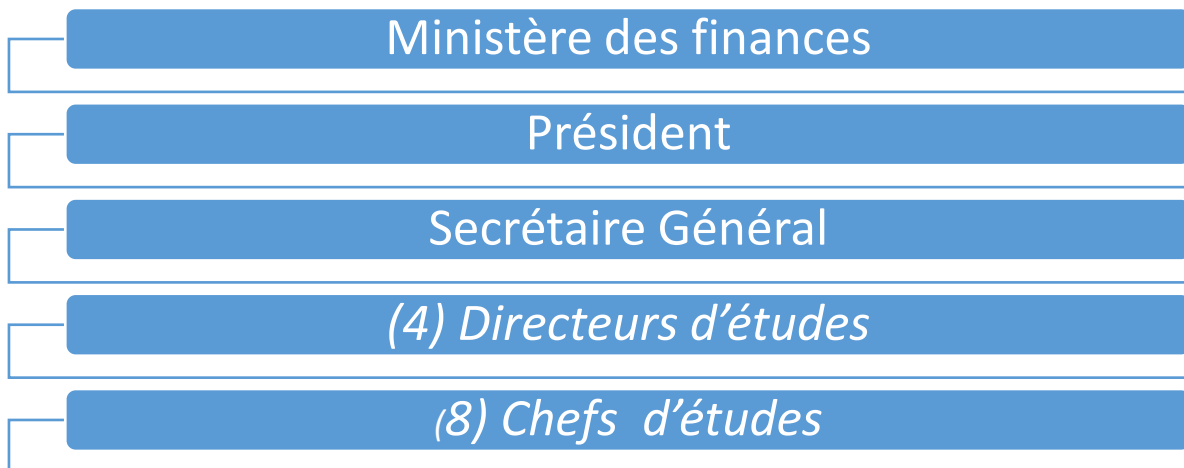 Ministère des finances
Président
Secrétaire Général
(4) Directeurs d’études
(8) Chefs  d’études